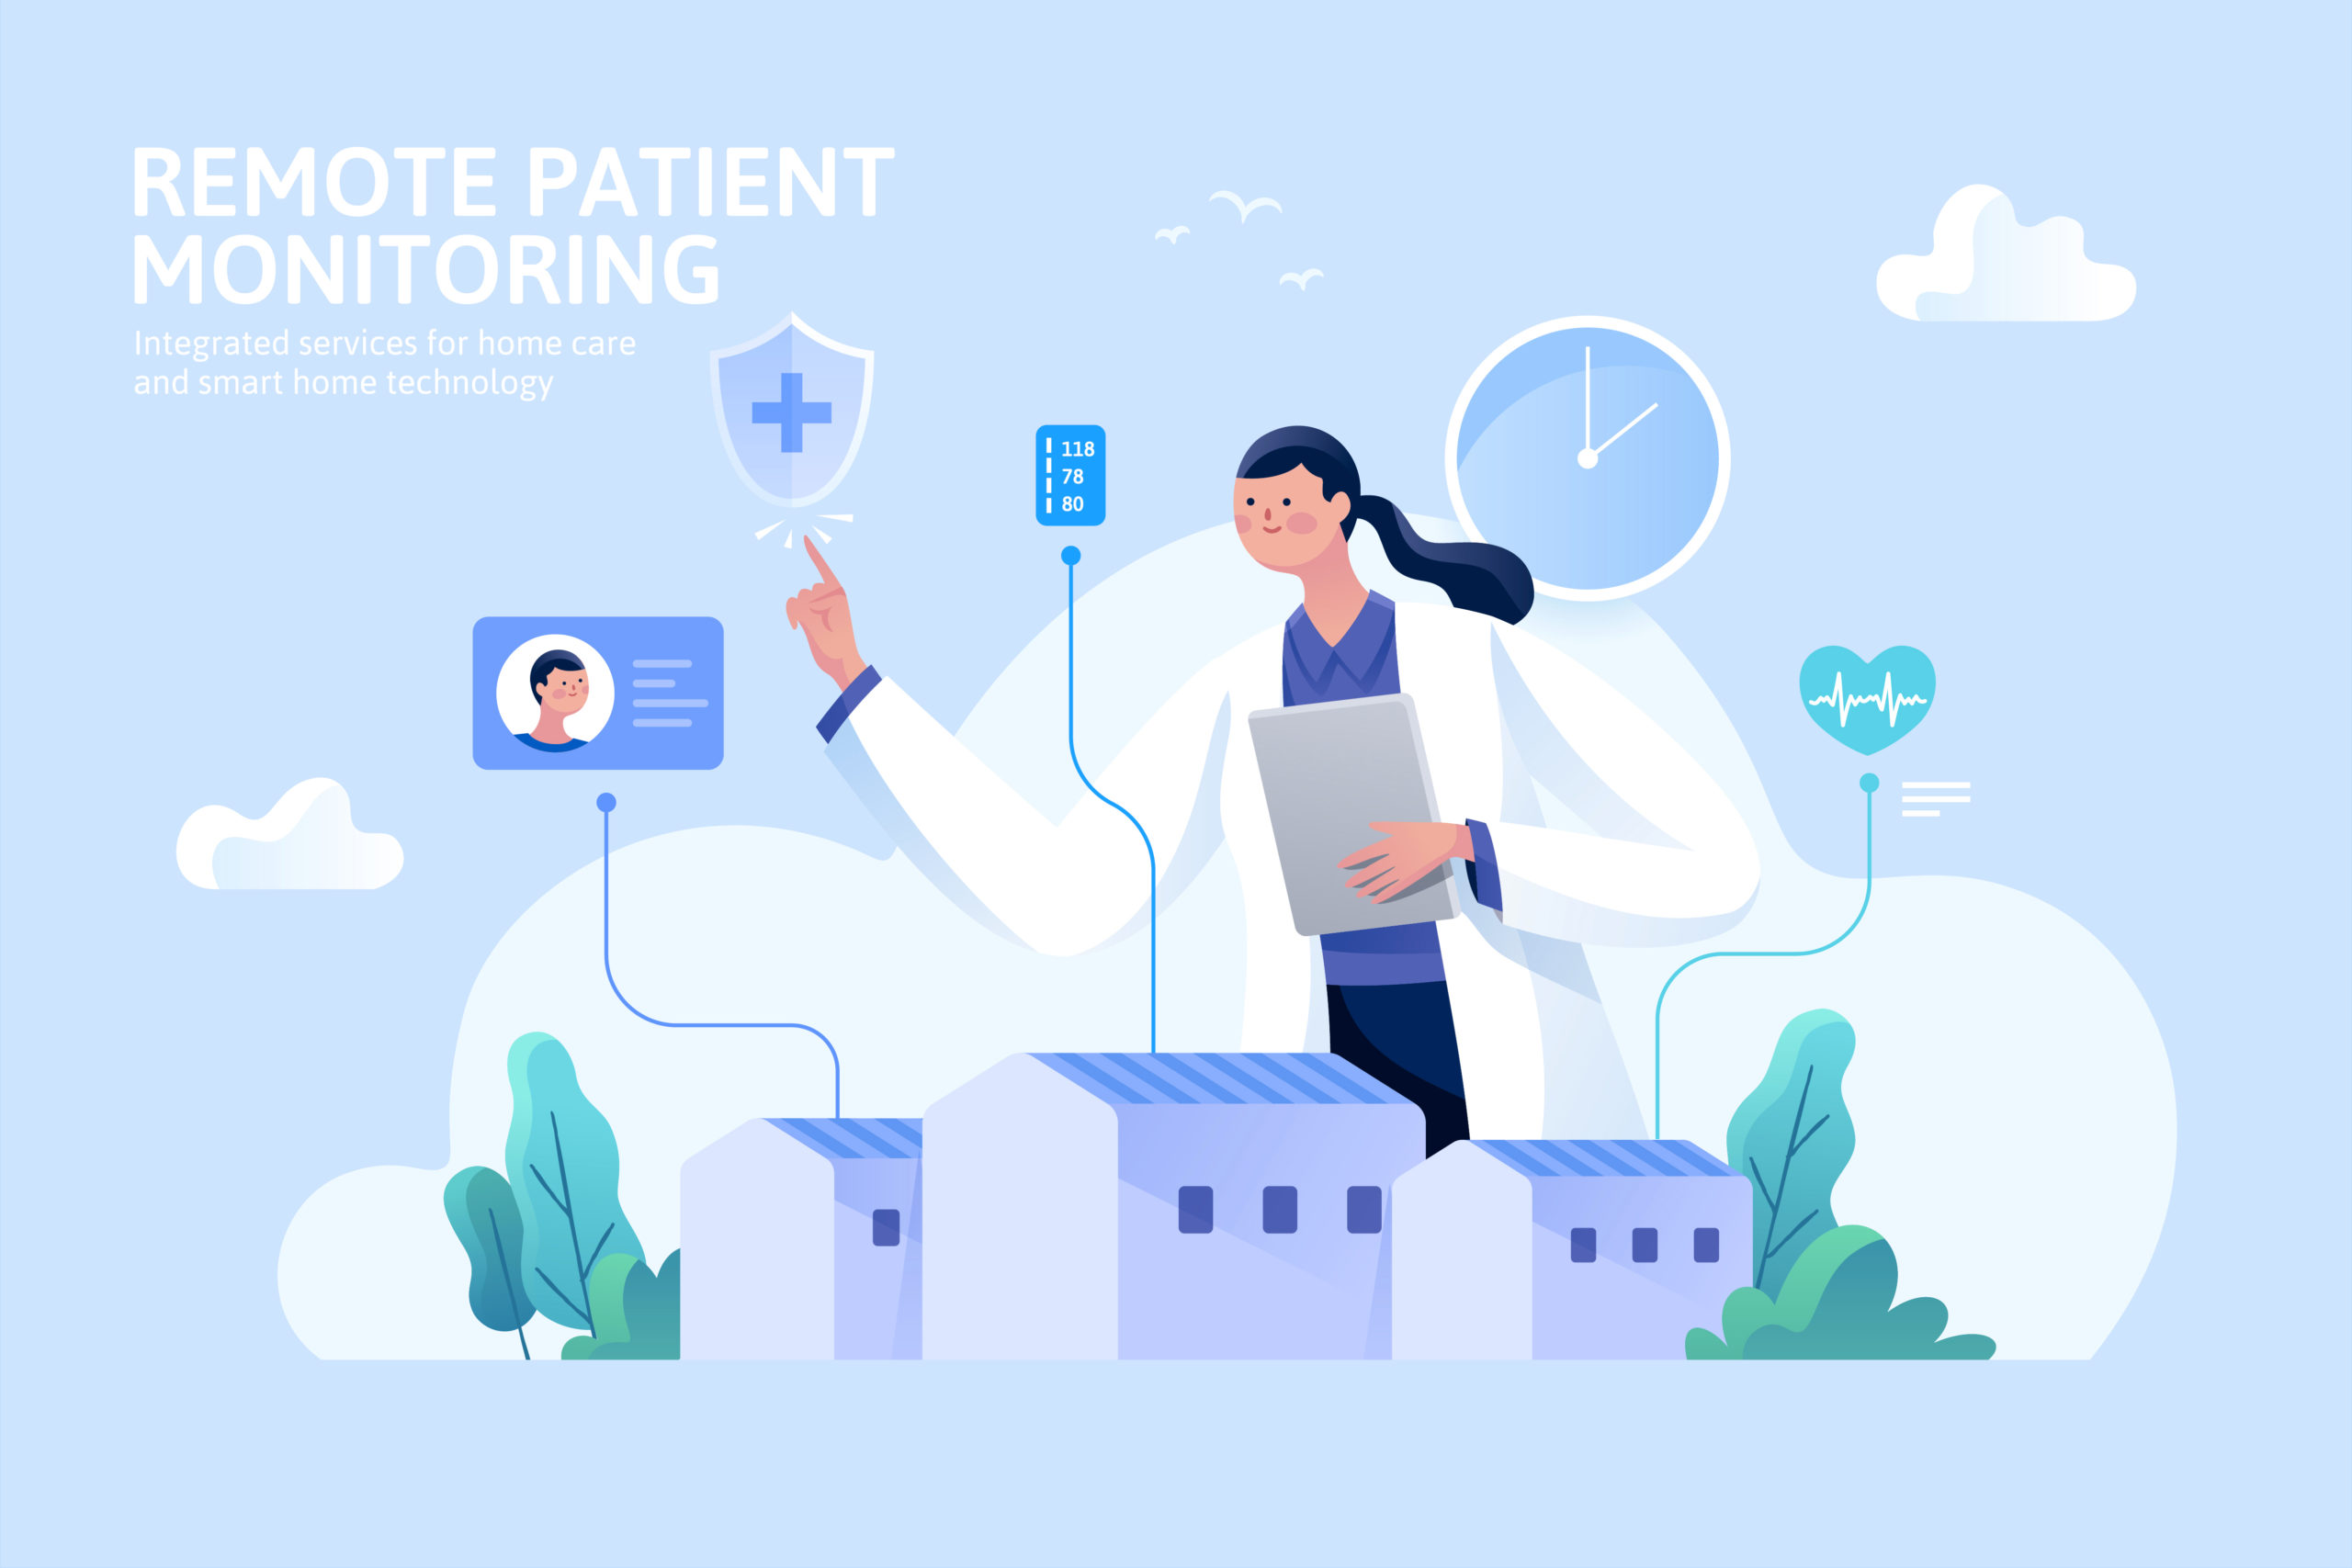 REMOTE PATIENT
MONITORING
Integrated services for home care
and smart home technology
118
78
80